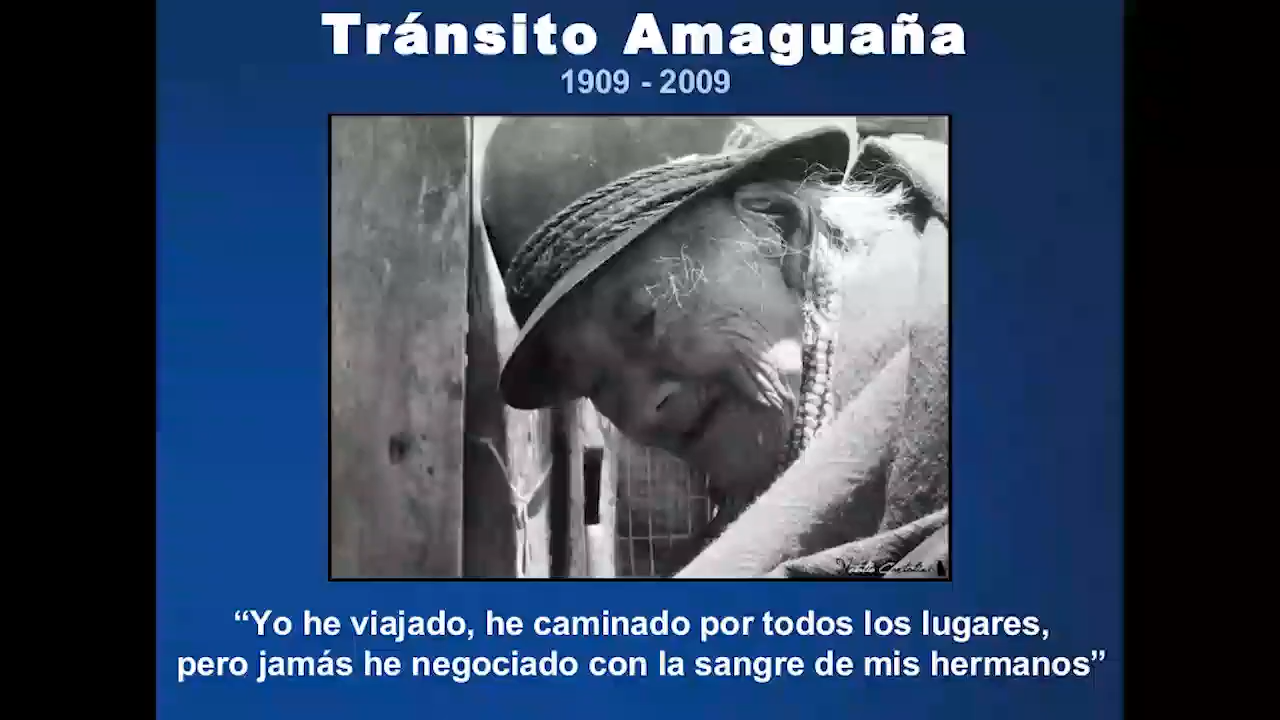 Tránsito Amaguaña
1909 - 2009
“Yo he viajado, he caminado por todos los lugares,
pero jamás he negociado con la sangre de mis hermanos”